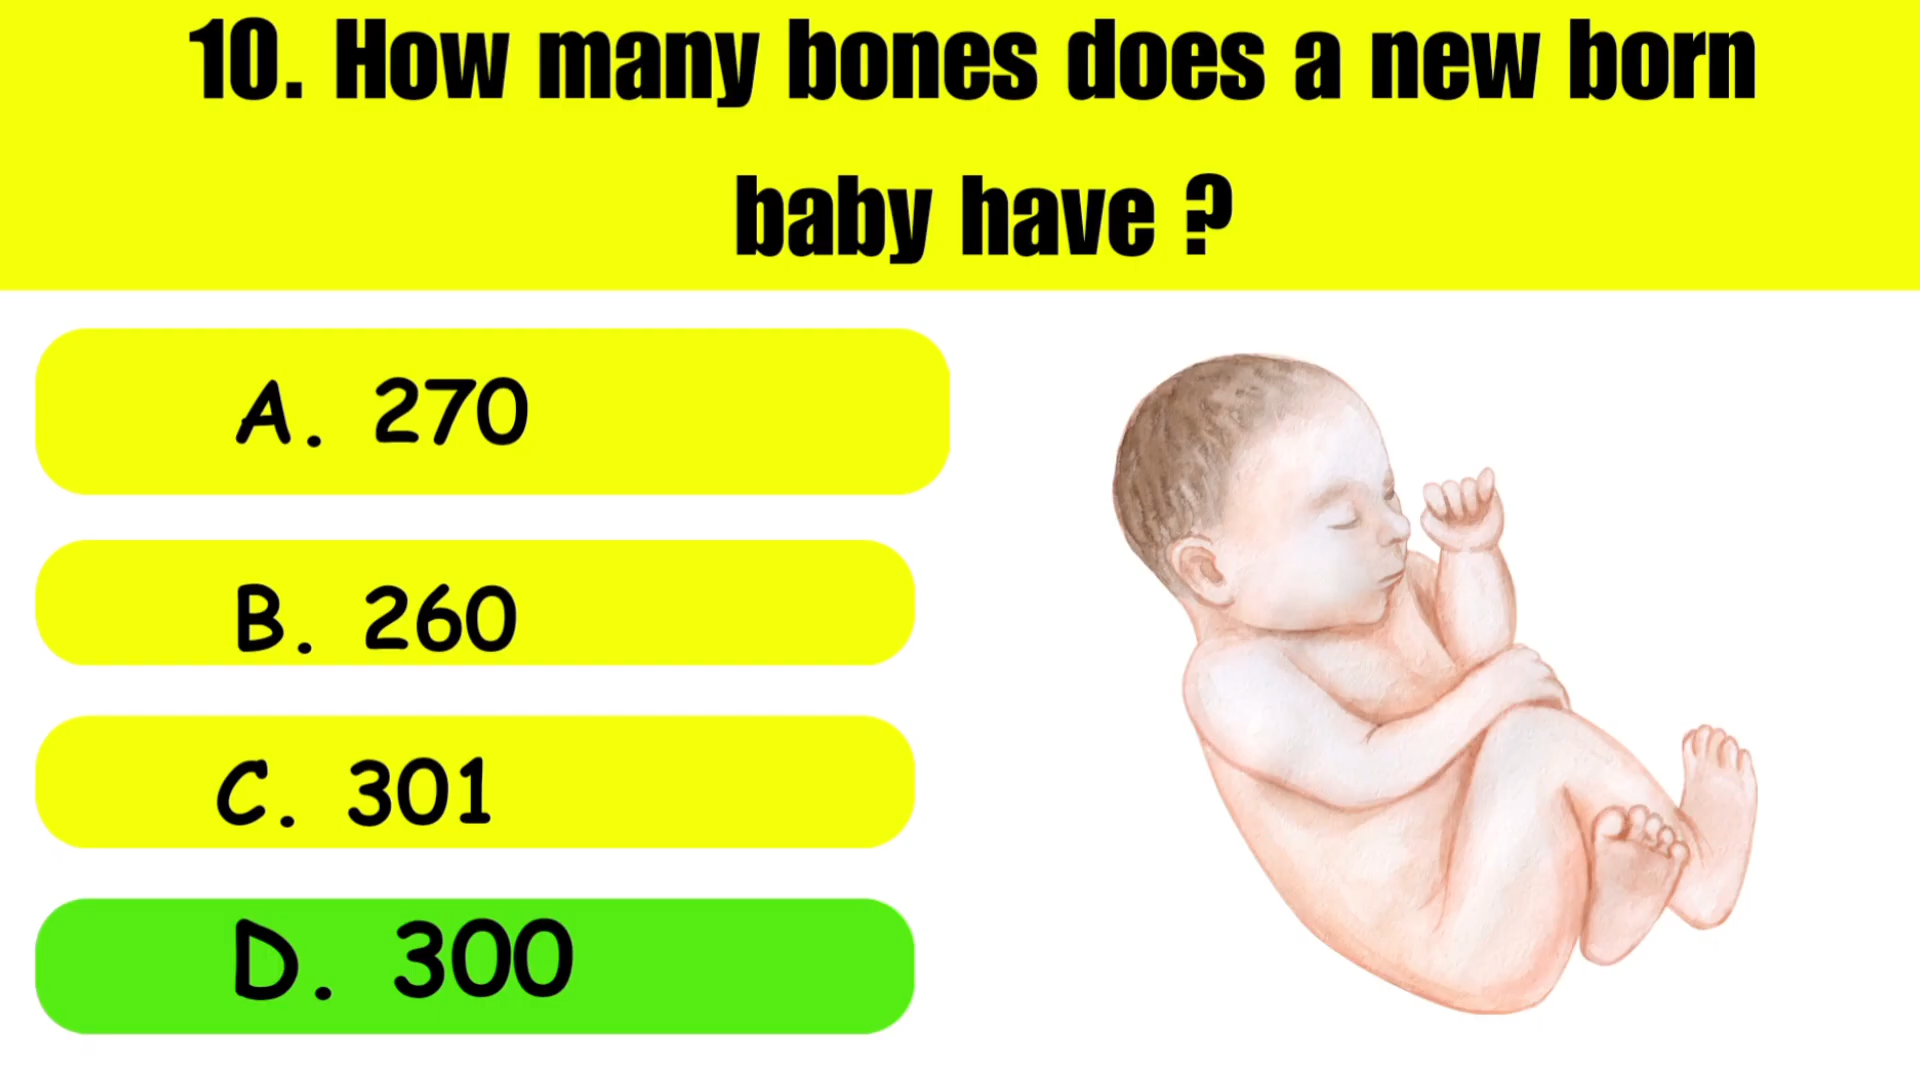 10. How many bones does a new born
baby have ?
A. 270
B. 260
C. 301
D. 300